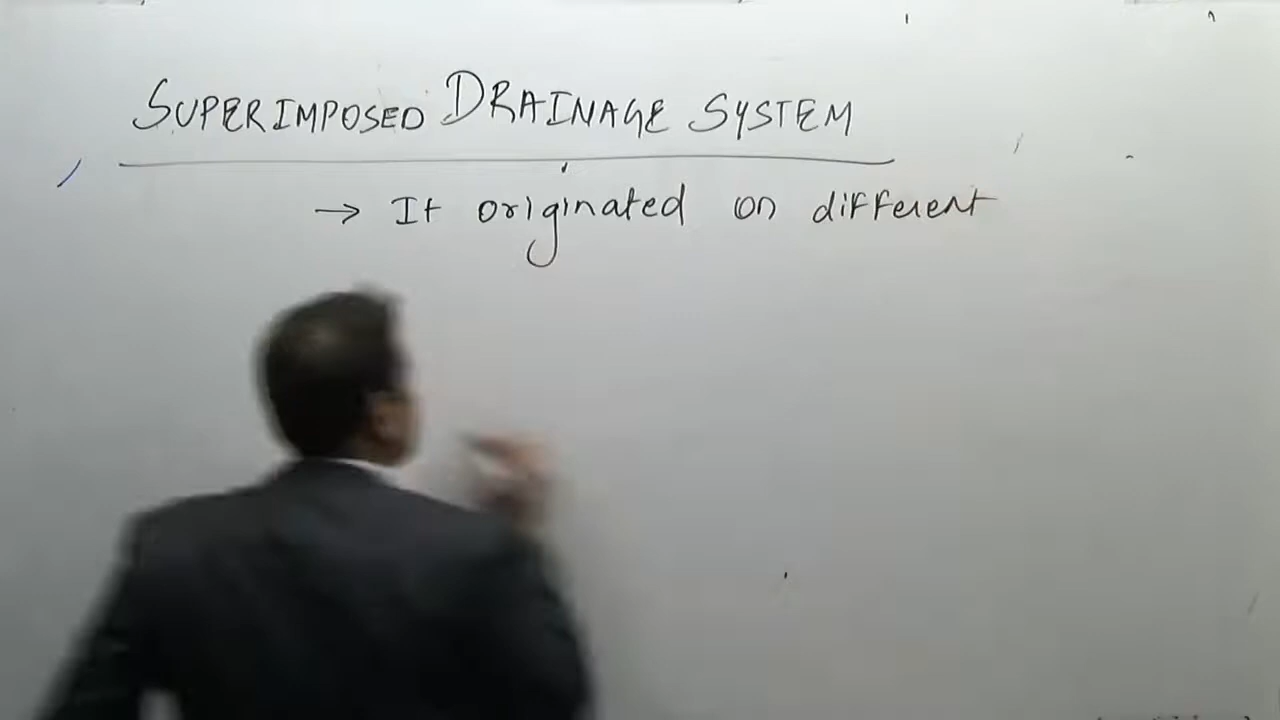 SUPERIMPOSED DRAINAGE SYSTEM
→ It originated on different